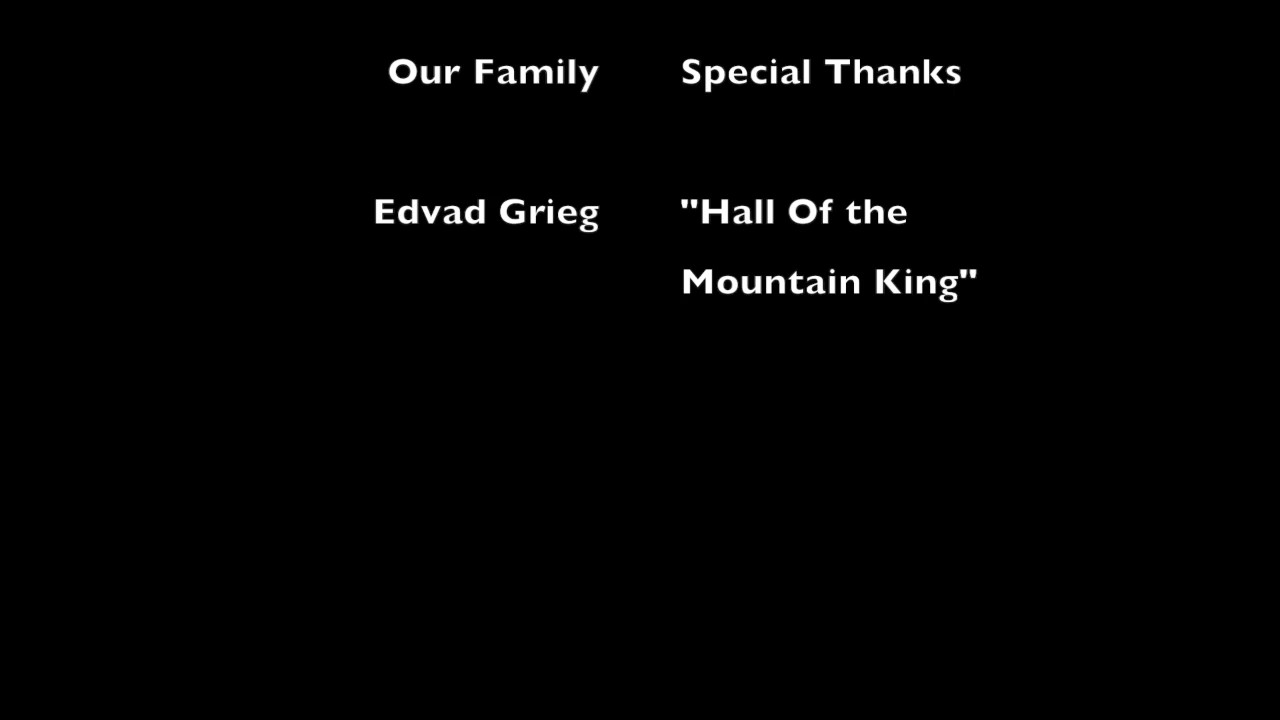 Our Family Special Thanks
Edvad Grieg "Hall Of the
Mountain King"